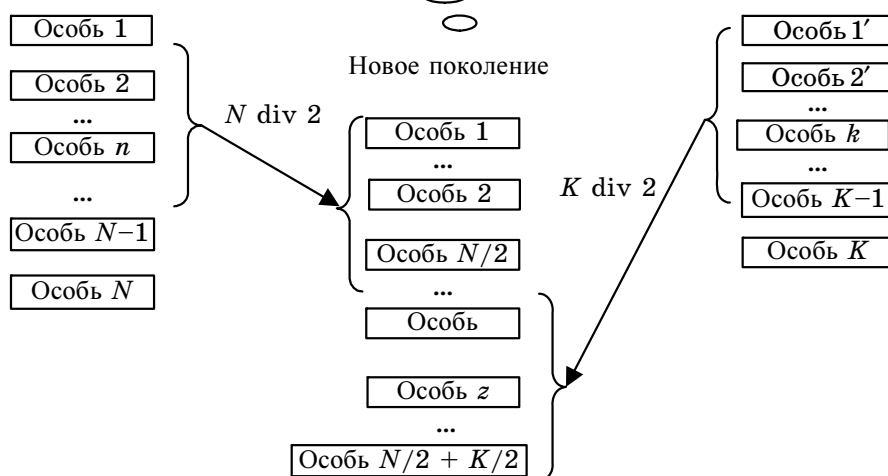 Особь 1
Особь 2
...
Особь n
...
Особь N–1
Особь N
N div 2
Новое поколение
Особь 1
...
Особь 2
Особь N/2
...
Особь
Особь z
...
Особь N/2 + K/2
K div 2
Особь 1′
Особь 2′
...
Особь k
...
Особь K–1
Особь K